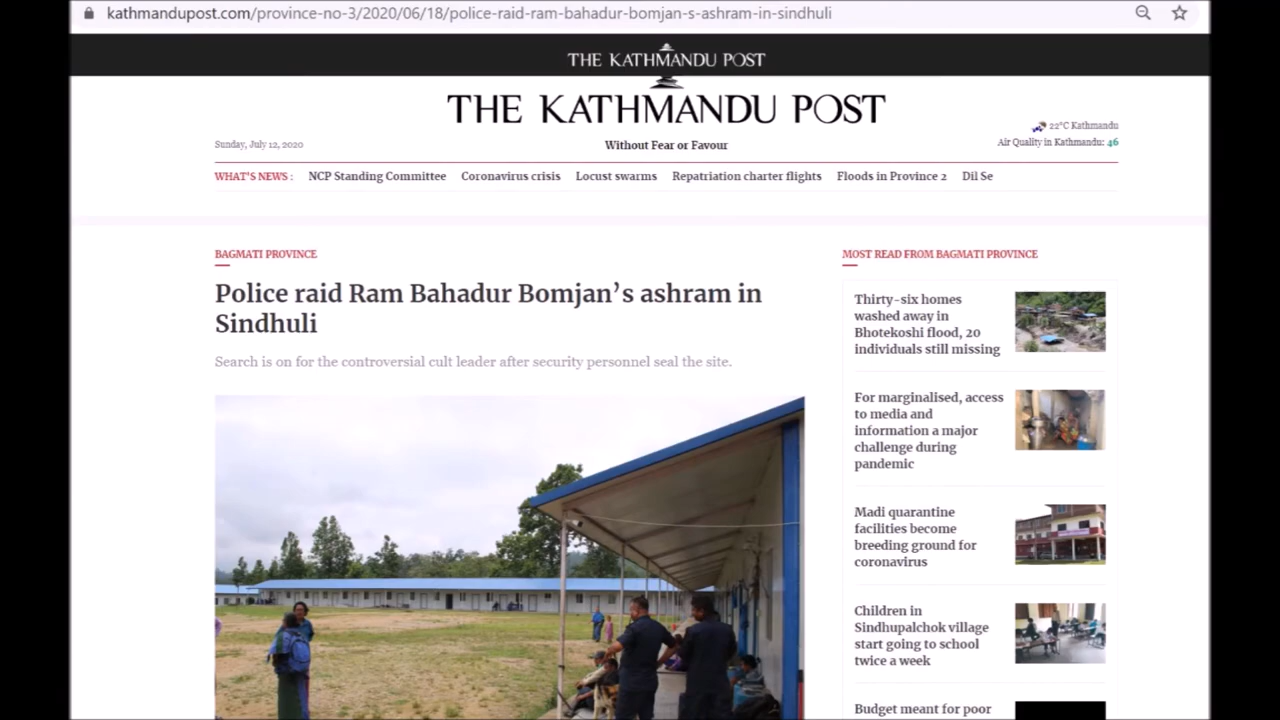 kathmandupost.com/province-no-3/2020/06/18/police-raid-ram-bahadur-bomjan-s-ashram-in-sindhuli
THE KATHMANDU POST
THE KATHMANDU POST
22°C Kathmandu
Sunday, July 12, 2020
Without Fear or Favour
Air Quality in Kathmandu: 46
WHAT'S NEWS :
NCP Standing Committee
Coronavirus crisis
Locust swarms
Repatriation charter flights
Floods in Province 2
Dil Se
BAGMATI PROVINCE
Police raid Ram Bahadur Bomjan’s ashram in
Sindhuli
Search is on for the controversial cult leader after security personnel seal the site.
MOST READ FROM BAGMATI PROVINCE
Thirty-six homes
washed away in
Bhotekoshi flood, 20
individuals still missing
For marginalised, access
to media and
information a major
challenge during
pandemic
Madi quarantine
facilities become
breeding ground for
coronavirus
Children in
Sindhupalchok village
start going to school
twice a week
Budget meant for poor